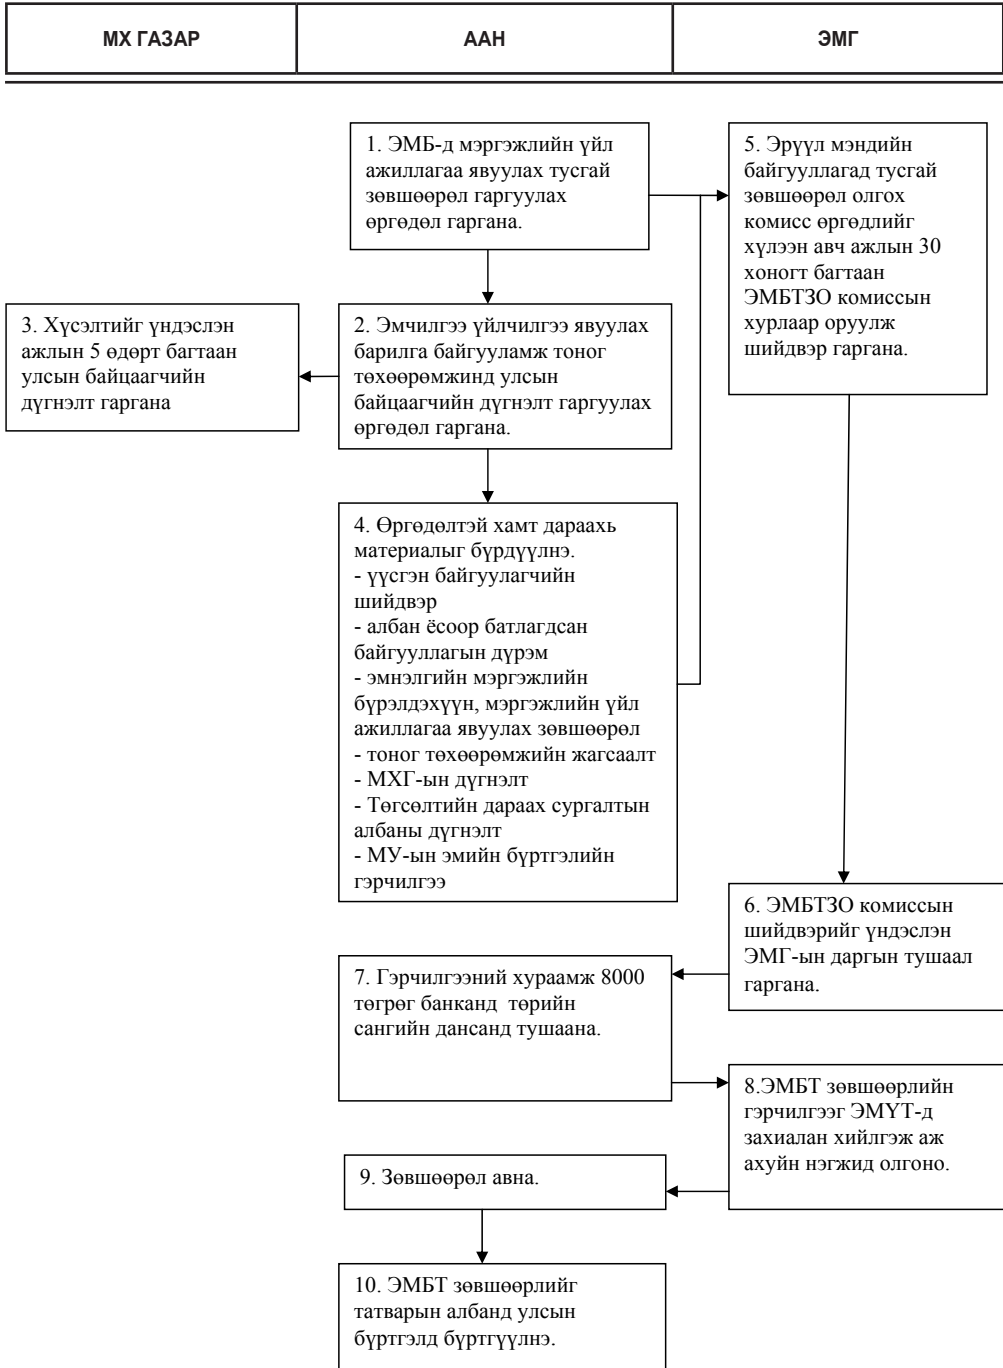 МХ ГАЗАР
ААН
ЭМГ
1. ЭМБ-д мэргэжлийн үйл
ажиллагаа явуулах тусгай
зөвшөөрөл гаргуулах
өргөдөл гаргана.
2. Эмчилгээ үйлчилгээ явуулах
барилга байгууламж тоног
төхөөрөмжинд улсын
байцаагчийн дүгнэлт гаргуулах
өргөдөл гаргана.
3. Хүсэлтийг үндэслэн
ажлын 5 өдөрт багтаан
улсын байцаагчийн
дүгнэлт гаргана
4. Өргөдөлтэй хамт дараахь
материалыг бүрдүүлнэ.
- үүсгэн байгуулагчийн
шийдвэр
- албан ёсоор батлагдсан
байгууллагын дүрэм
- эмнэлгийн мэргэжлийн
бүрэлдэхүүн, мэргэжлийн үйл
ажиллагаа явуулах зөвшөөрөл
- тоног төхөөрөмжийн жагсаалт
- МХГ-ын дүгнэлт
- Төгсөлтийн дараах сургалтын
албаны дүгнэлт
- МУ-ын эмийн бүртгэлийн
гэрчилгээ
5. Эрүүл мэндийн
байгууллагад тусгай
зөвшөөрөл олгох
комисс өргөдлийг
хүлээн авч ажлын 30
хоногт багтаан
ЭМБТЗО комиссын
хурлаар оруулж
шийдвэр гаргана.
6. ЭМБТЗО комиссын
шийдвэрийг үндэслэн
ЭМГ-ын даргын тушаал
гаргана.
7. Гэрчилгээний хураамж 8000
төгрөг банканд төрийн
сангийн дансанд тушаана.
8.ЭМБТ зөвшөөрлийн
гэрчилгээг ЭМҮТ-д
захиалан хийлгэж аж
ахуйн нэгжид олгоно.
9. Зөвшөөрөл авна.
10. ЭМБТ зөвшөөрлийг
татварын албанд улсын
бүртгэлд бүртгүүлнэ.